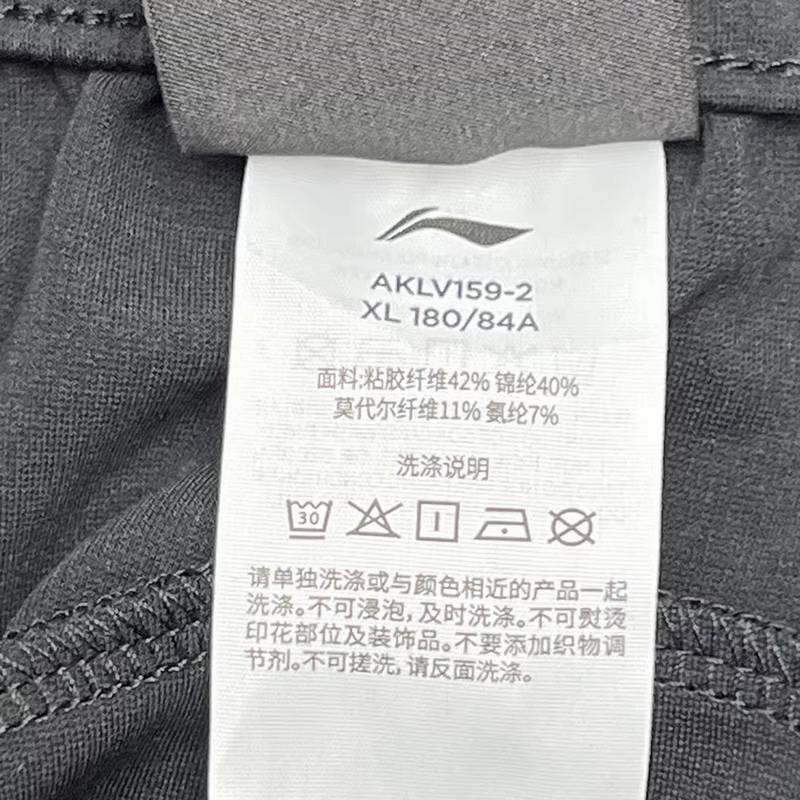 AKLV159-2
XL 180/84A
面料:粘胶纤维42% 锦纶40%
莫代尔纤维11% 氨纶7%
洗涤说明
30
请单独洗涤或与颜色相近的产品一起
洗涤。不可浸泡,及时洗涤。不可熨烫
印花部位及装饰品。不要添加织物调
节剂。不可搓洗,请反面洗涤。